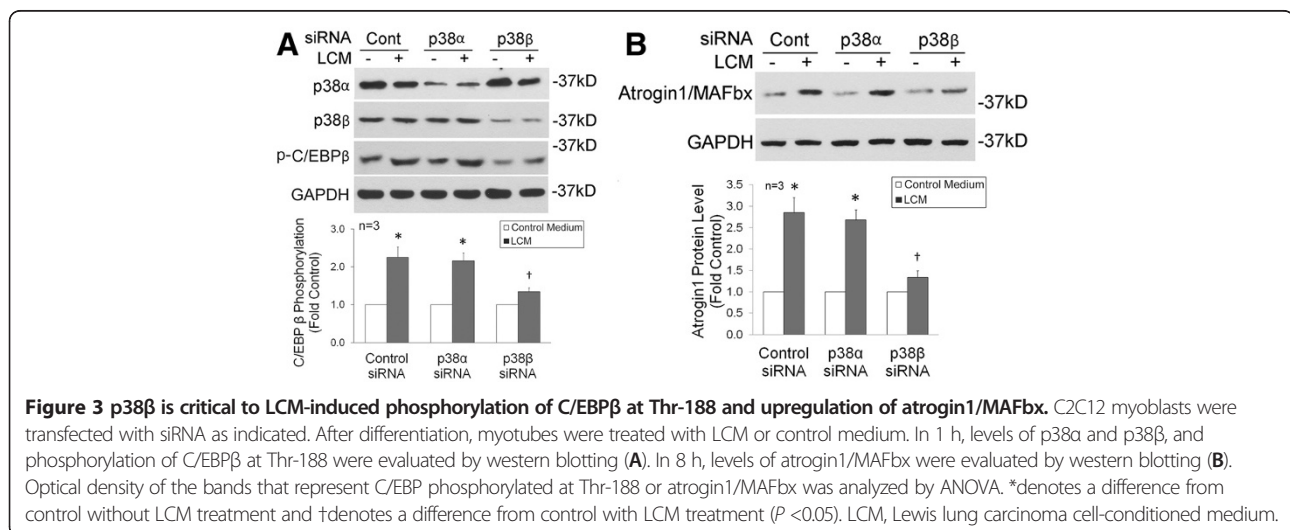 A
siRNA Cont p38α p38β
LCM - + - + - +
p38α -37kD
p38β -37kD
p-C/EBPβ -37kD
GAPDH -37kD
n=3
Control Medium
LCM
C/EBP β Phosphorylation
(Fold Control)
3.0
2.0
1.0
0.0
* * †
Control siRNA
p38α siRNA
p38β siRNA
B
siRNA Cont p38α p38β
LCM - + - + - +
Atrogin1/MAFbx -37kD
GAPDH -37kD
n=3
Control Medium
LCM
Atrogin1 Protein Level
(Fold Control)
3.5
3.0
2.5
2.0
1.5
1.0
0.5
0.0
* * †
Control siRNA
p38α siRNA
p38β siRNA
Figure 3 p38β is critical to LCM-induced phosphorylation of C/EBPβ at Thr-188 and upregulation of atrogin1/MAFbx. C2C12 myoblasts were
transfected with siRNA as indicated. After differentiation, myotubes were treated with LCM or control medium. In 1 h, levels of p38α and p38β, and
phosphorylation of C/EBPβ at Thr-188 were evaluated by western blotting (A). In 8 h, levels of atrogin1/MAFbx were evaluated by western blotting (B).
Optical density of the bands that represent C/EBP phosphorylated at Thr-188 or atrogin1/MAFbx was analyzed by ANOVA. *denotes a difference from
control without LCM treatment and †denotes a difference from control with LCM treatment (P <0.05). LCM, Lewis lung carcinoma cell-conditioned medium.